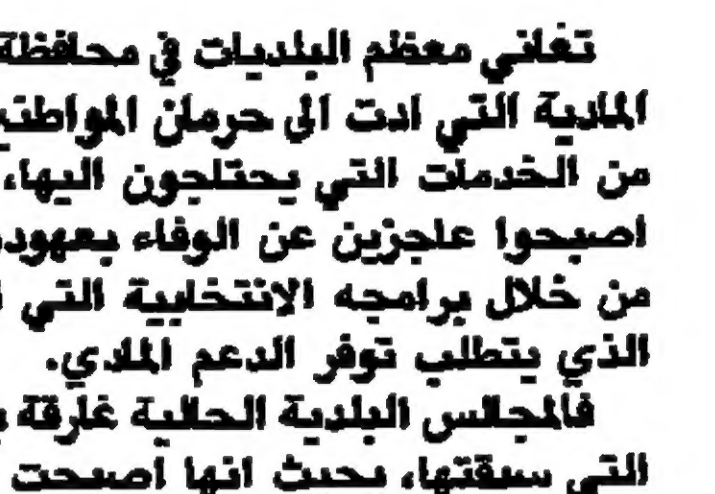 تعاني معظم البلديات في محافظة
المادية التي ادت الى حرمان
من الخدمات التي يحتاجون اليها،
اصبحوا عاجزين عن الوفاء
من خلال برامجه الانتخابية التي
الذي يتطلب توفر الدعم المادي.
فالمجالس البلدية الحالية غارقة
التي سبقتها، بحيث انها اصبحت